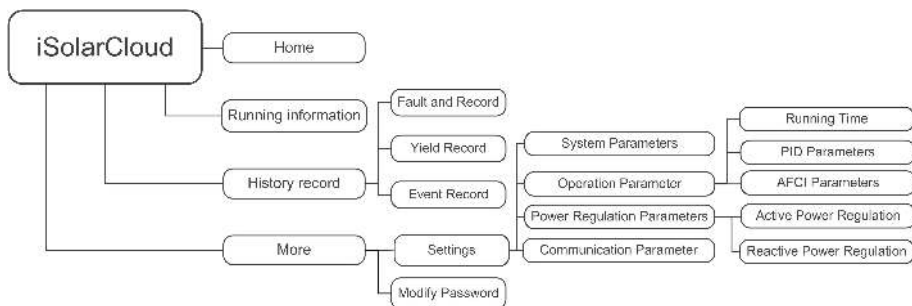 iSolarCloud
Home
Running information
Fault and Record
History record
Yield Record
Event Record
More
Settings
Modify Password
System Parameters
Operation Parameter
Power Regulation Parameters
Communication Parameter
Running Time
PID Parameters
AFCI Parameters
Active Power Regulation
Reactive Power Regulation